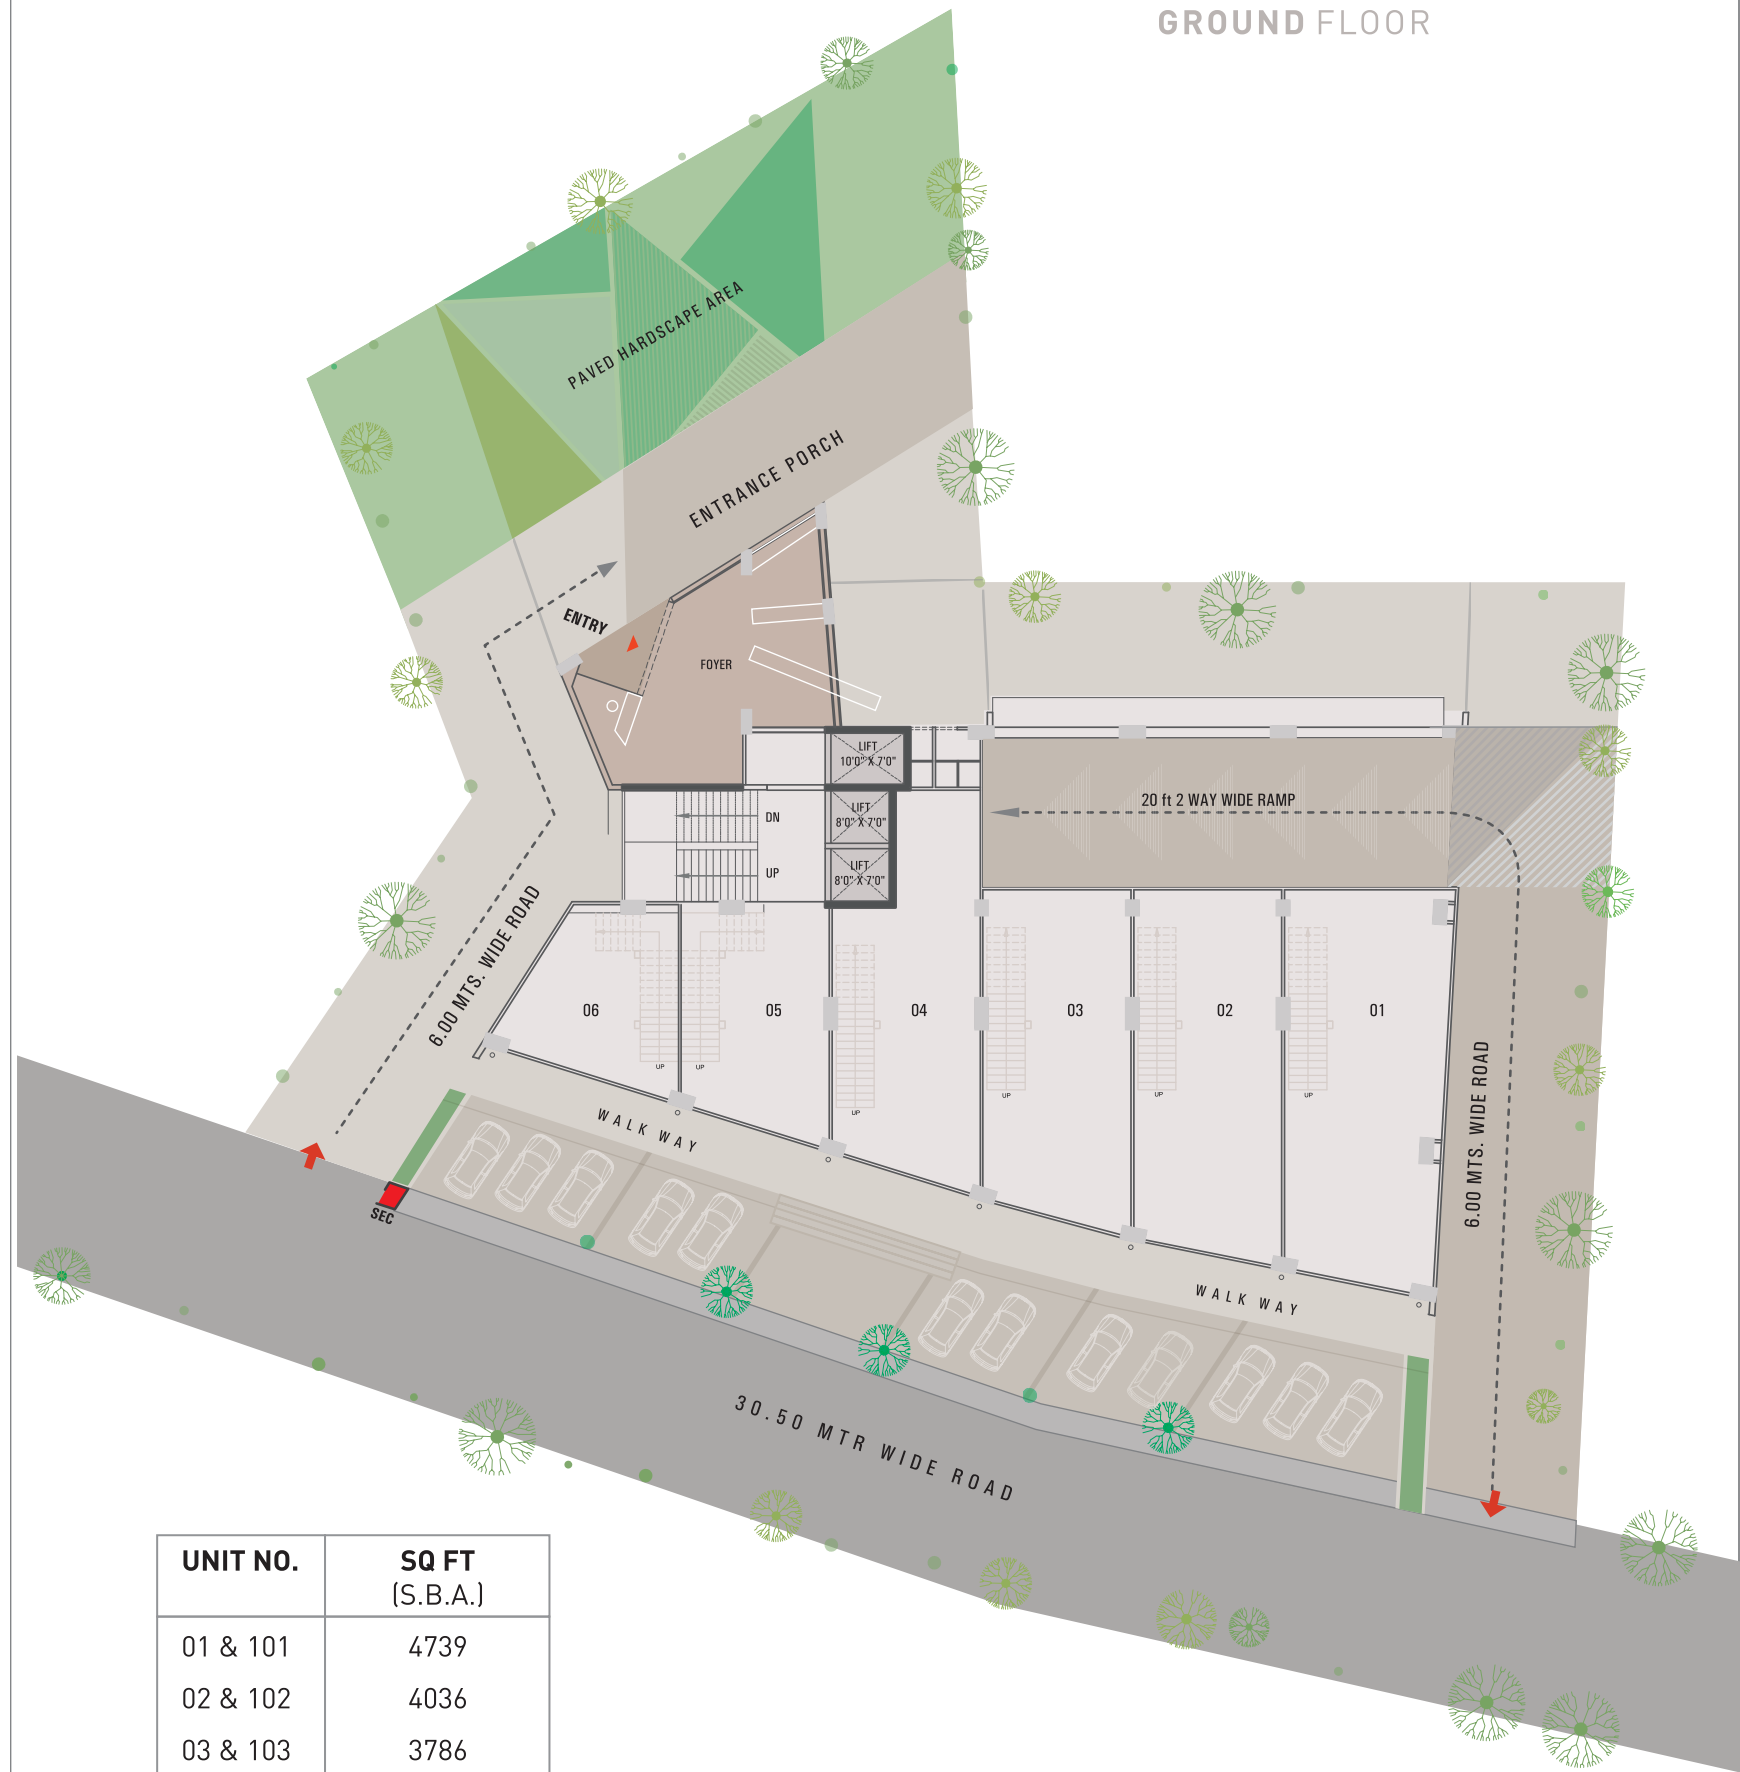 GROUND FLOOR
PAVED HARDSCAPE AREA
ENTRANCE PORCH
ENTRY
FOYER
LIFT
10'0" X 7'0"
LIFT
8'0" X 7'0"
LIFT
8'0" X 7'0"
DN
UP
20 ft 2 WAY WIDE RAMP
6.00 MTS. WIDE ROAD
06
05
04
03
02
01
UP
UP
UP
UP
UP
UP
6.00 MTS. WIDE ROAD
WALK WAY
WALK WAY
SEC
30.50 MTR WIDE ROAD
UNIT NO. SQ FT
(S.B.A.)
01 & 101 4739
02 & 102 4036
03 & 103 3786